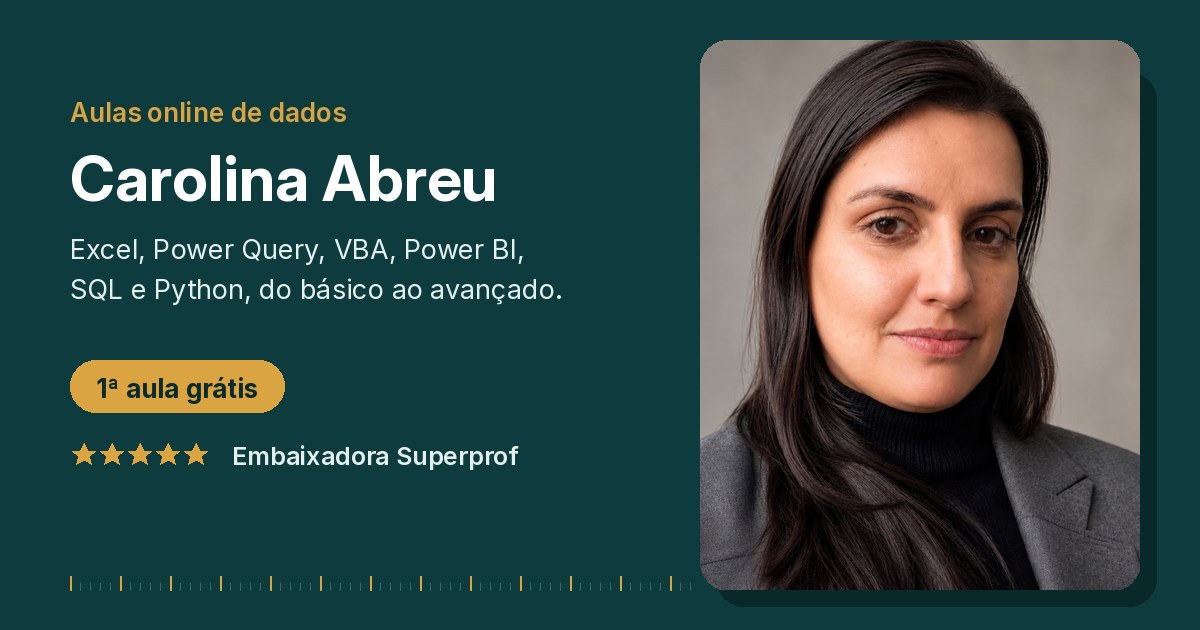 Aulas online de dados
Carolina Abreu
Excel, Power Query, VBA, Power BI,
SQL e Python, do básico ao avançado.
1ª aula grátis
Embaixadora Superprof